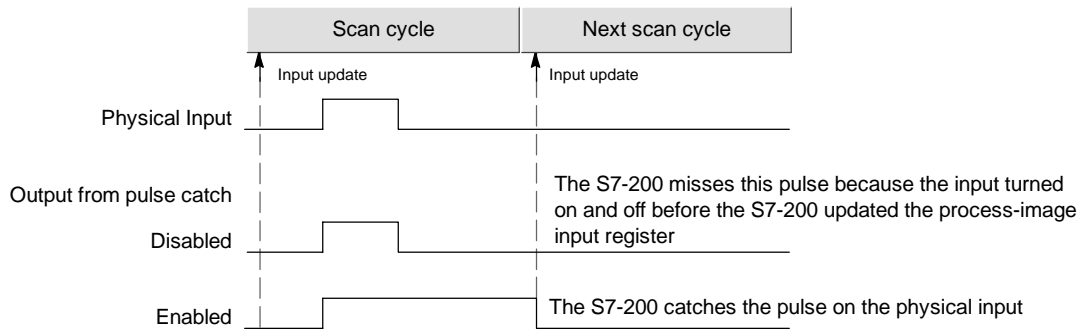 Scan cycle
Next scan cycle
Input update
Input update
Physical Input
Output from pulse catch
The S7-200 misses this pulse because the input turned
on and off before the S7-200 updated the process-image
input register
Disabled
Enabled
The S7-200 catches the pulse on the physical input